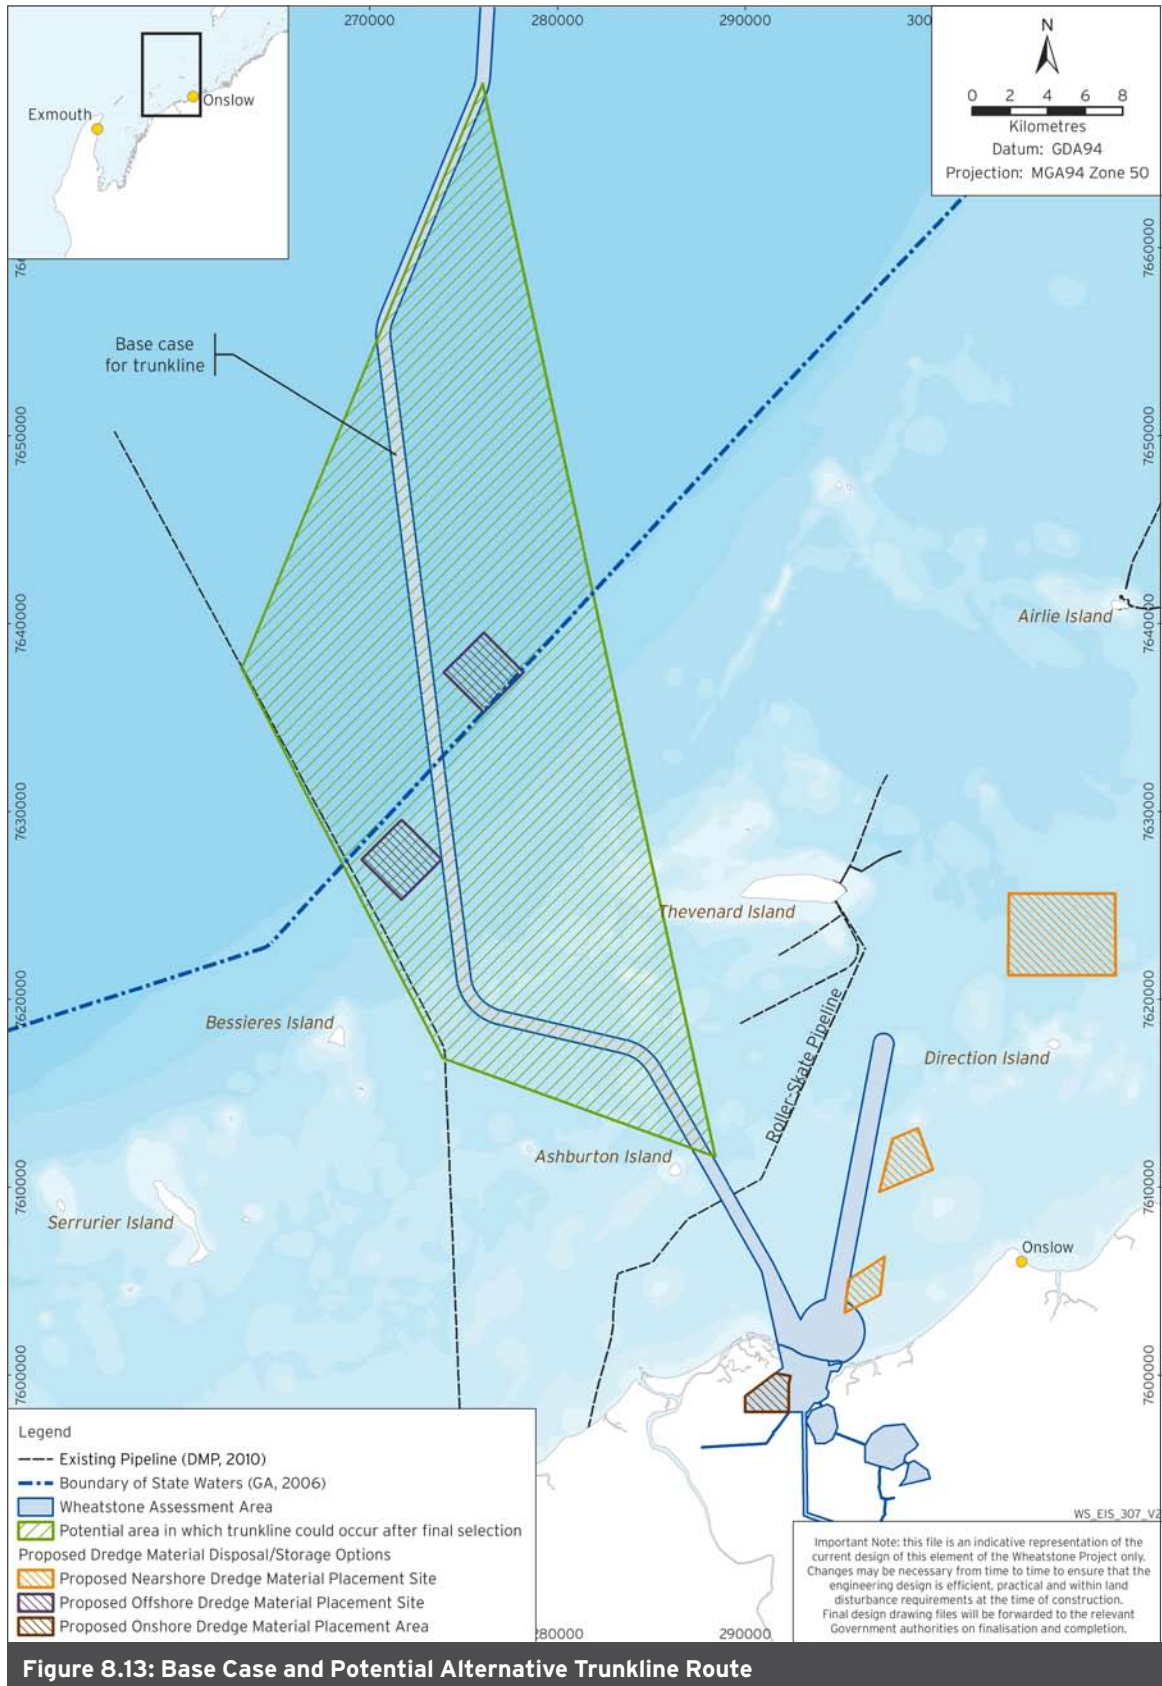 270000
280000
290000
300
Exmouth
Onslow
N
0 2 4 6 8
Kilometres
Datum: GDA94
Projection: MGA94 Zone 50
766
7660000
Base case
for trunkline
7650000
7650000
Airlie Island
7640000
7640000
7630000
7630000
Thevenard Island
7620000
7620000
Bessieres Island
Roller-Skate Pipeline
Direction Island
Ashburton Island
7610000
7610000
Serrurier Island
Onslow
7600000
7600000
Legend
Existing Pipeline (DMP, 2010)
Boundary of State Waters (GA, 2006)
Wheatstone Assessment Area
Potential area in which trunkline could occur after final selection
Proposed Dredge Material Disposal/Storage Options
Proposed Nearshore Dredge Material Placement Site
Proposed Offshore Dredge Material Placement Site
Proposed Onshore Dredge Material Placement Area
280000
290000
WS_EIS_307_V2
Important Note: this file is an indicative representation of the
current design of this element of the Wheatstone Project only.
Changes may be necessary from time to time to ensure that the
engineering design is efficient, practical and within land
disturbance requirements at the time of construction.
Final design drawing files will be forwarded to the relevant
Government authorities on finalisation and completion.
Figure 8.13: Base Case and Potential Alternative Trunkline Route